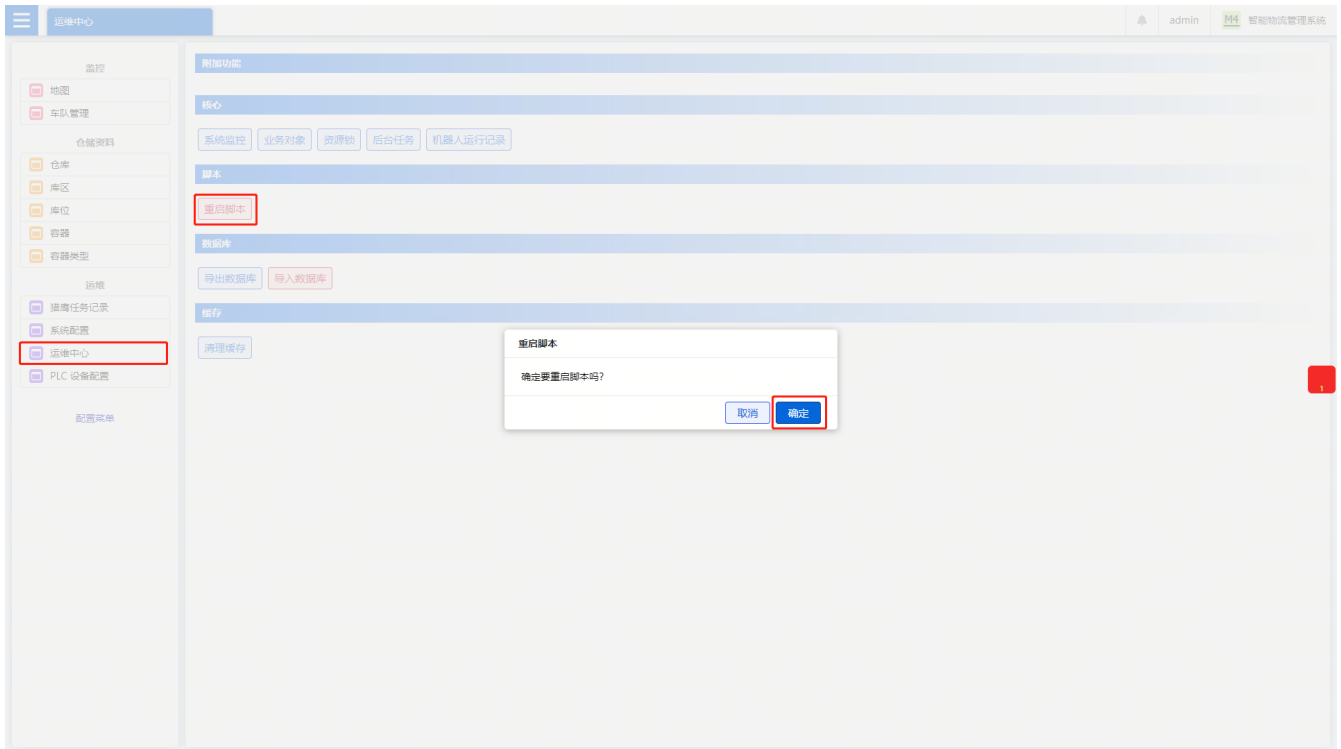 运维中心
admin
M4 智能物流管理系统
监控
地图
车队管理
仓储资料
仓库
库区
库位
容器
容器类型
运维
猎鹰任务记录
系统配置
运维中心
PLC 设备配置
配置菜单
附加功能
核心
系统监控 业务对象 资源锁 后台任务 机器人运行记录
脚本
重启脚本
数据库
导出数据库 导入数据库
缓存
清理缓存
重启脚本
确定要重启脚本吗?
取消 确定
1